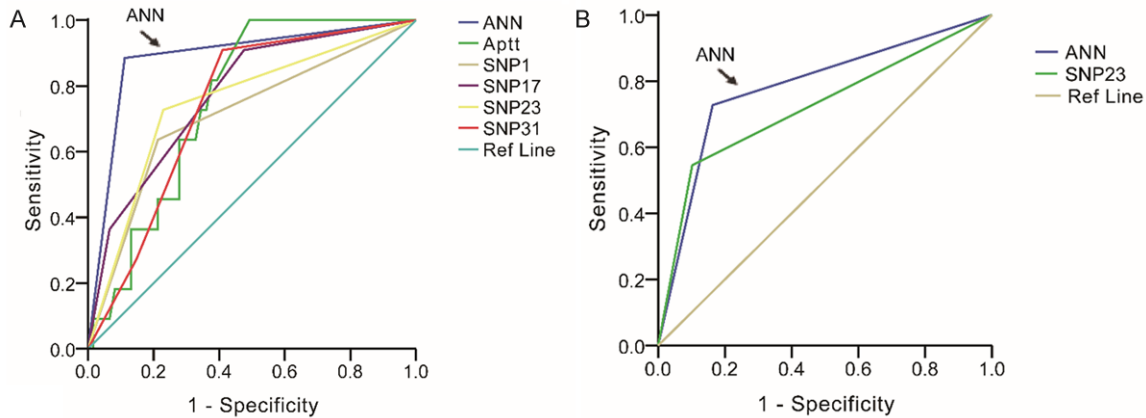 A
ANN
1.0
0.8
0.6
0.4
0.2
0.0
Sensitivity
0.0 0.2 0.4 0.6 0.8 1.0
1 - Specificity
ANN
Aptt
SNP1
SNP17
SNP23
SNP31
Ref Line
B
ANN
1.0
0.8
0.6
0.4
0.2
0.0
Sensitivity
0.0 0.2 0.4 0.6 0.8 1.0
1 - Specificity
ANN
SNP23
Ref Line